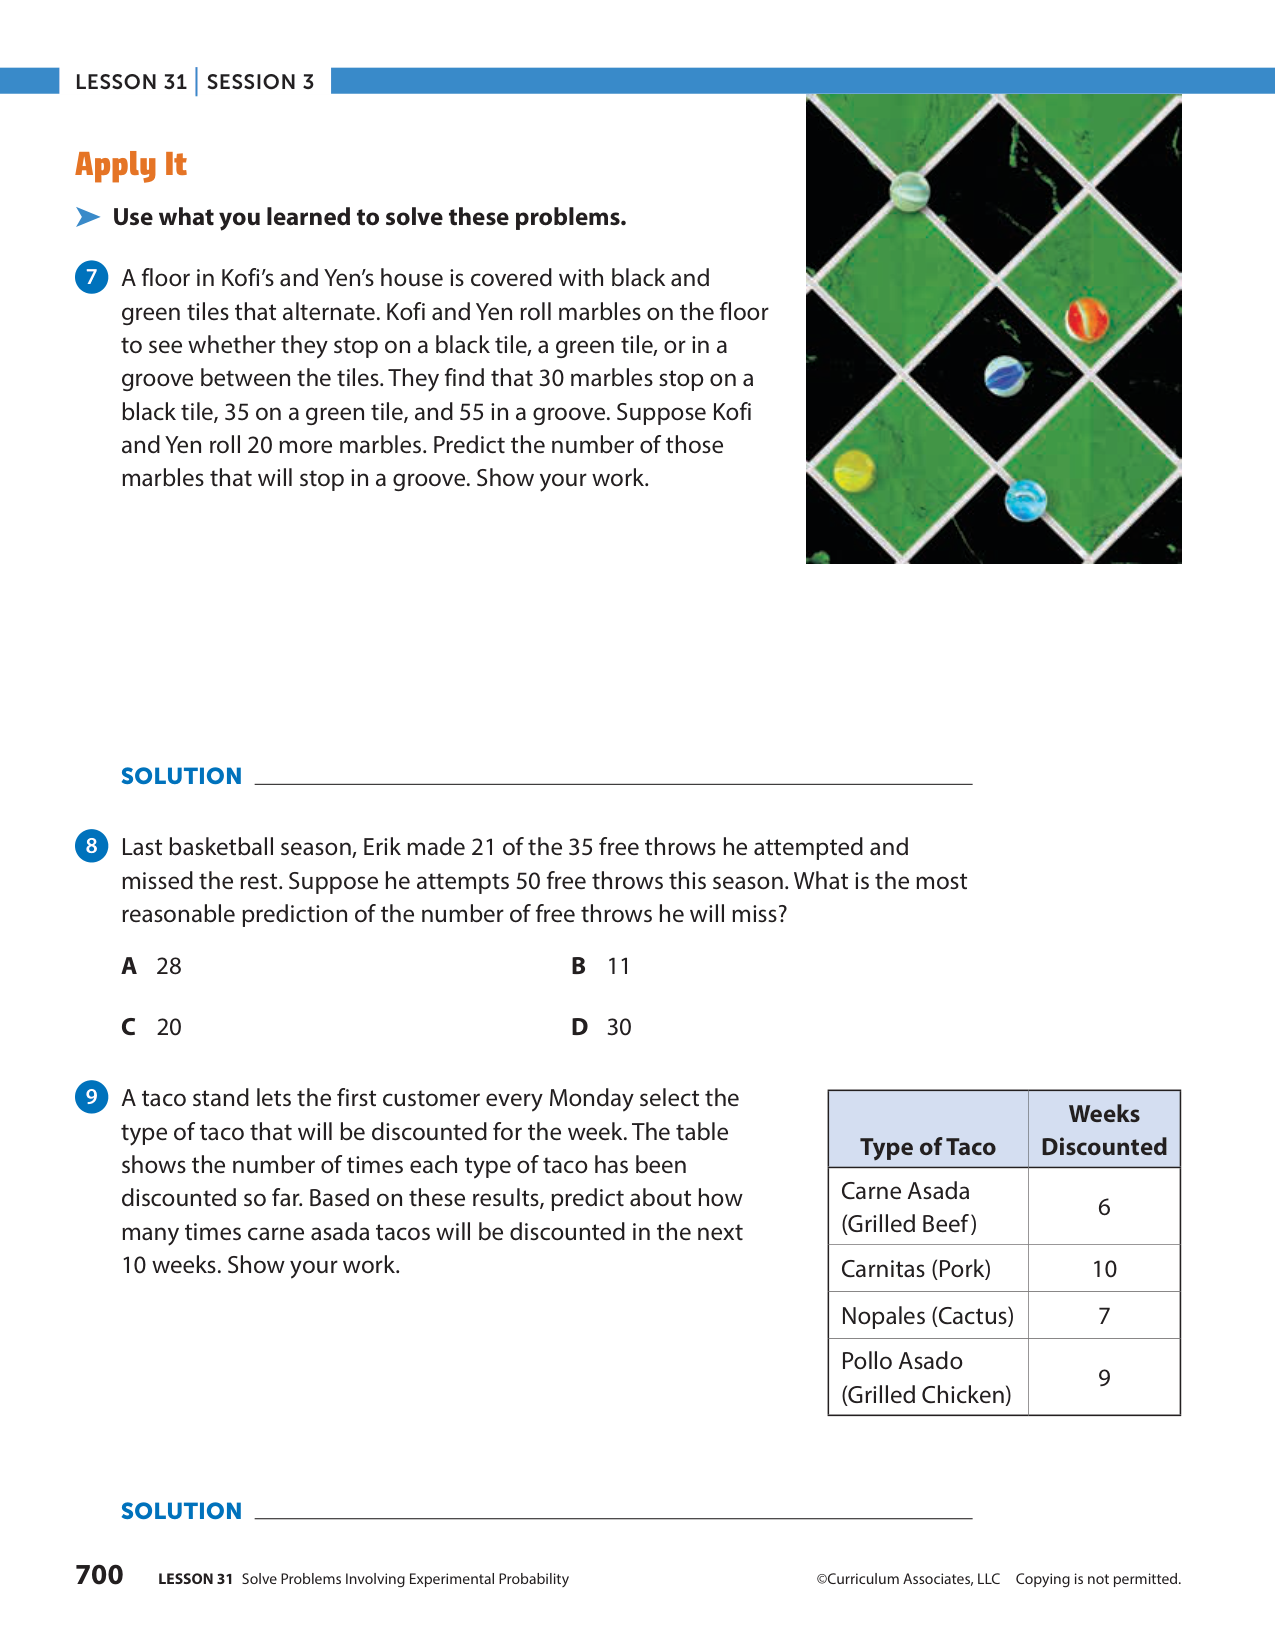 LESSON 31 | SESSION 3
Apply It
Use what you learned to solve these problems.
7 A floor in Kofi’s and Yen’s house is covered with black and
green tiles that alternate. Kofi and Yen roll marbles on the floor
to see whether they stop on a black tile, a green tile, or in a
groove between the tiles. They find that 30 marbles stop on a
black tile, 35 on a green tile, and 55 in a groove. Suppose Kofi
and Yen roll 20 more marbles. Predict the number of those
marbles that will stop in a groove. Show your work.
SOLUTION
8 Last basketball season, Erik made 21 of the 35 free throws he attempted and
missed the rest. Suppose he attempts 50 free throws this season. What is the most
reasonable prediction of the number of free throws he will miss?
A 28 B 11
C 20 D 30
9 A taco stand lets the first customer every Monday select the
type of taco that will be discounted for the week. The table
shows the number of times each type of taco has been
discounted so far. Based on these results, predict about how
many times carne asada tacos will be discounted in the next
10 weeks. Show your work.
Type of Taco
Weeks
Discounted
Carne Asada
(Grilled Beef)
6
Carnitas (Pork) 10
Nopales (Cactus) 7
Pollo Asado
(Grilled Chicken)
9
SOLUTION
700 LESSON 31 Solve Problems Involving Experimental Probability ©Curriculum Associates, LLC Copying is not permitted.